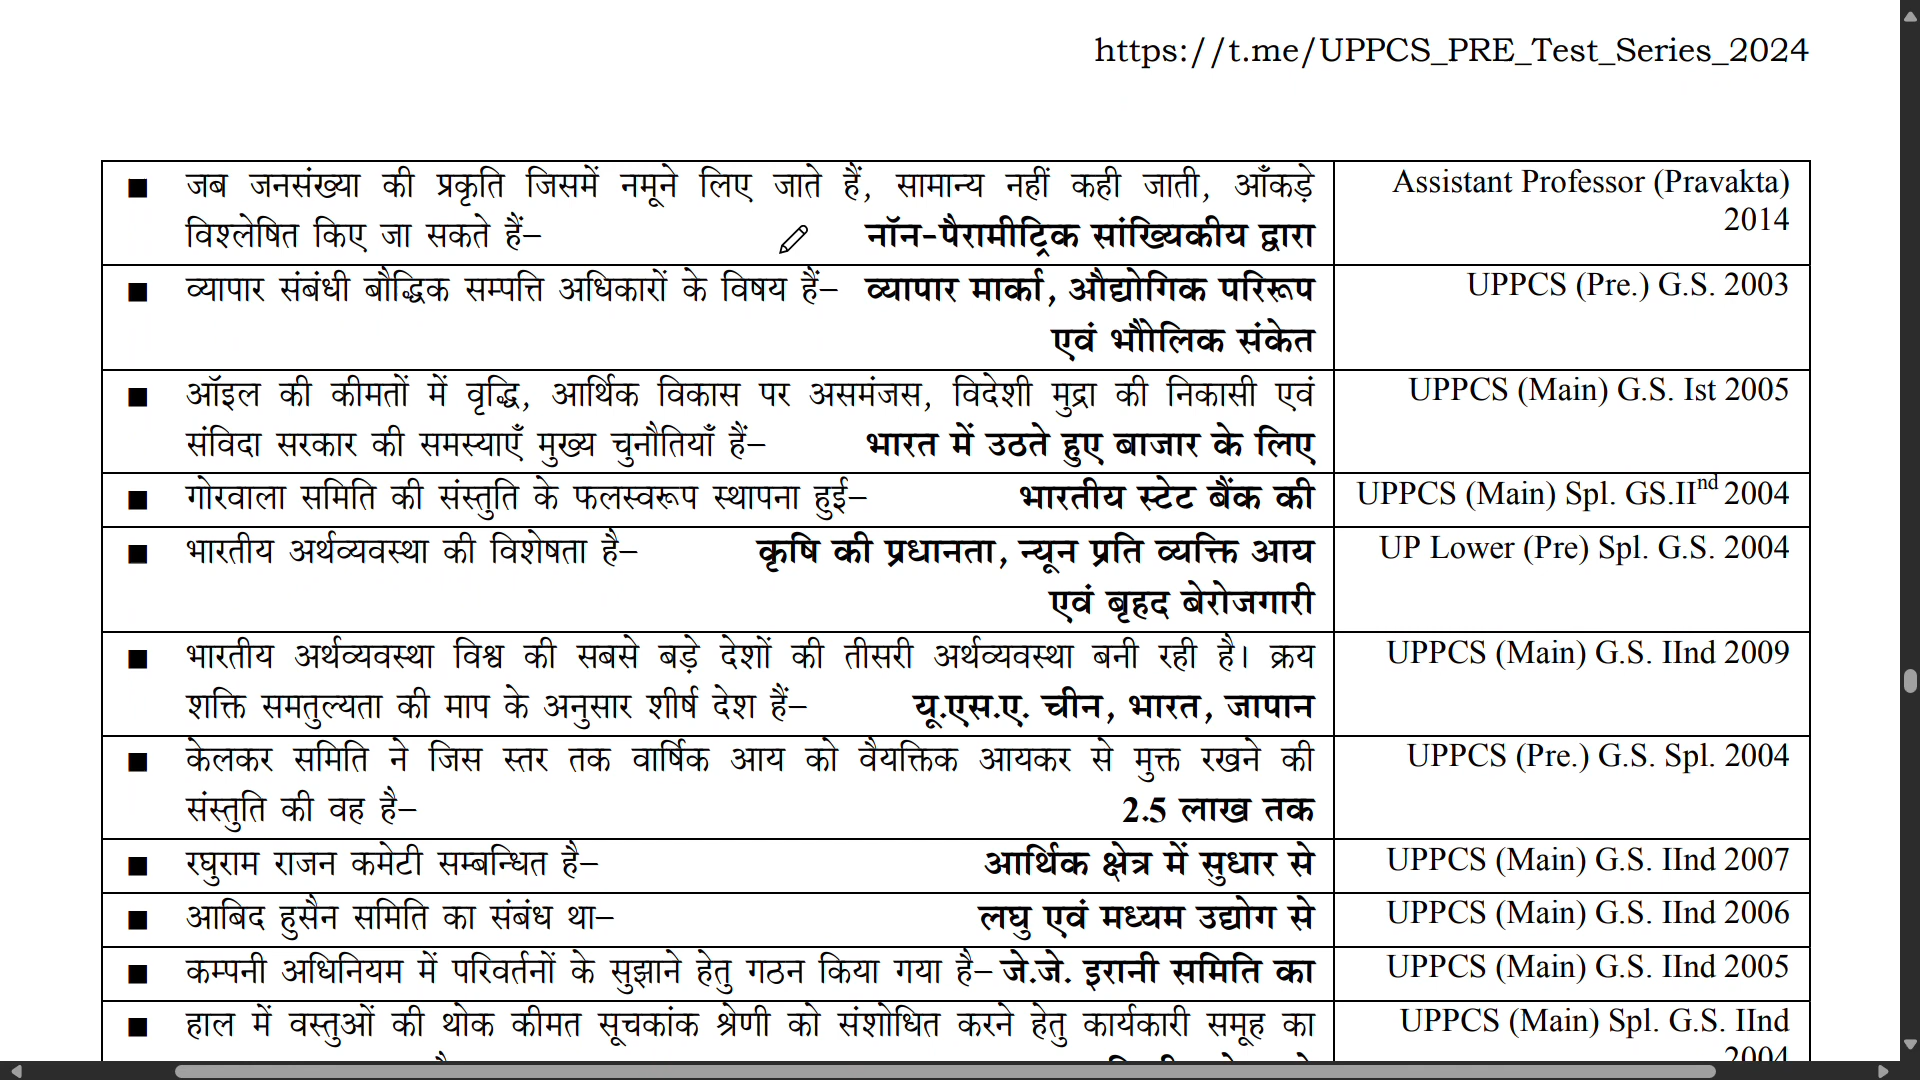 https://t.me/UPPCS_PRE_Test_Series_2024
■ जब जनसंख्या की प्रकृति जिसमें नमूने लिए जाते हैं, सामान्य नहीं कही जाती, आँकड़े
विश्लेषित किए जा सकते हैं– नॉन-पैरामीट्रिक सांख्यिकीय द्वारा
Assistant Professor (Pravakta)
2014
■ व्यापार संबंधी बौद्धिक सम्पत्ति अधिकारों के विषय हैं– व्यापार मार्का, औद्योगिक परिरूप
एवं भौोलिक संकेत
UPPCS (Pre.) G.S. 2003
■ ऑइल की कीमतों में वृद्धि, आर्थिक विकास पर असमंजस, विदेशी मुद्रा की निकासी एवं
संविदा सरकार की समस्याएँ मुख्य चुनौतियाँ हैं– भारत में उठते हुए बाजार के लिए
UPPCS (Main) G.S. Ist 2005
■ गोरवाला समिति की संस्तुति के फलस्वरूप स्थापना हुई– भारतीय स्टेट बैंक की
UPPCS (Main) Spl. GS.IInd 2004
■ भारतीय अर्थव्यवस्था की विशेषता है– कृषि की प्रधानता, न्यून प्रति व्यक्ति आय
एवं बृहद बेरोजगारी
UP Lower (Pre) Spl. G.S. 2004
■ भारतीय अर्थव्यवस्था विश्व की सबसे बड़े देशों की तीसरी अर्थव्यवस्था बनी रही है। क्रय
शक्ति समतुल्यता की माप के अनुसार शीर्ष देश हैं– यू.एस.ए. चीन, भारत, जापान
UPPCS (Main) G.S. IInd 2009
■ केलकर समिति ने जिस स्तर तक वार्षिक आय को वैयक्तिक आयकर से मुक्त रखने की
संस्तुति की वह है– 2.5 लाख तक
UPPCS (Pre.) G.S. Spl. 2004
■ रघुराम राजन कमेटी सम्बन्धित है– आर्थिक क्षेत्र में सुधार से
UPPCS (Main) G.S. IInd 2007
■ आबिद हुसैन समिति का संबंध था– लघु एवं मध्यम उद्योग से
UPPCS (Main) G.S. IInd 2006
■ कम्पनी अधिनियम में परिवर्तनों के सुझाने हेतु गठन किया गया है– जे.जे. इरानी समिति का
UPPCS (Main) G.S. IInd 2005
■ हाल में वस्तुओं की थोक कीमत सूचकांक श्रेणी को संशोधित करने हेतु कार्यकारी समूह का
UPPCS (Main) Spl. G.S. IInd
2004